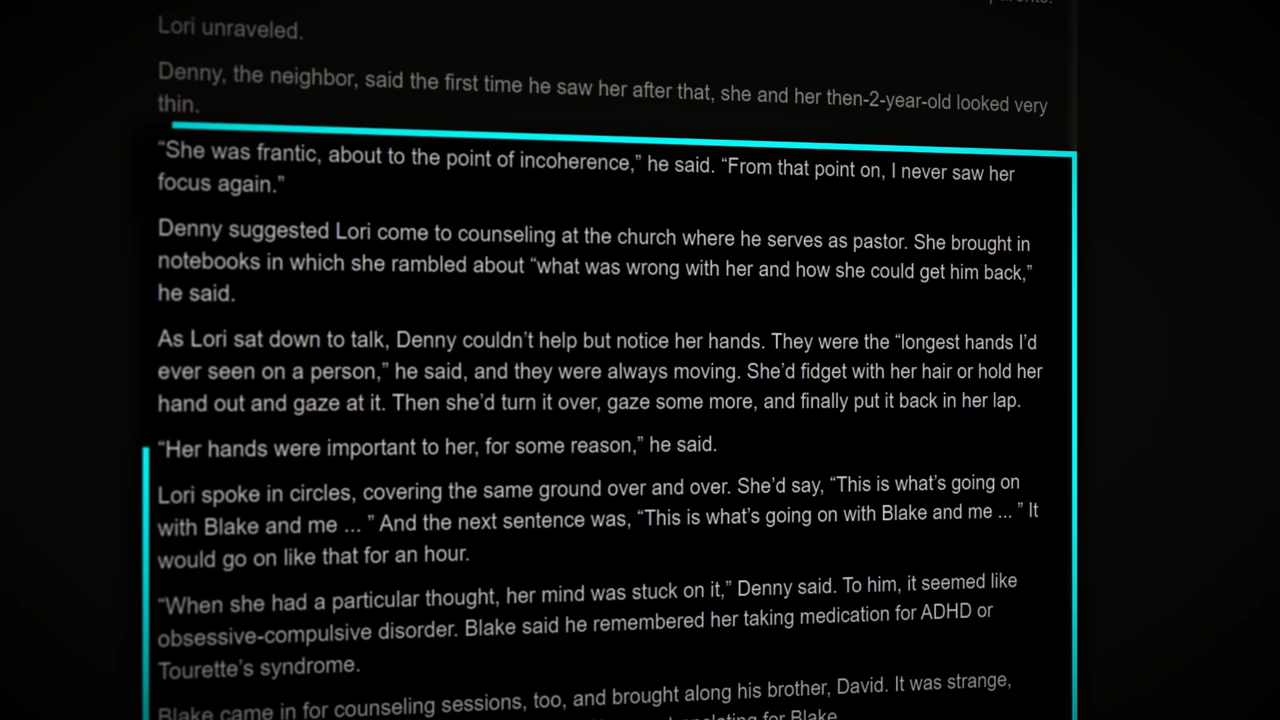 parents.
Lori unraveled.
Denny, the neighbor, said the first time he saw her after that, she and her then-2-year-old looked very
thin.
“She was frantic, about to the point of incoherence,” he said. “From that point on, I never saw her
focus again.”
Denny suggested Lori come to counseling at the church where he serves as pastor. She brought in
notebooks in which she rambled about “what was wrong with her and how she could get him back,”
he said.
As Lori sat down to talk, Denny couldn’t help but notice her hands. They were the “longest hands I’d
ever seen on a person,” he said, and they were always moving. She’d fidget with her hair or hold her
hand out and gaze at it. Then she’d turn it over, gaze some more, and finally put it back in her lap.
“Her hands were important to her, for some reason,” he said.
Lori spoke in circles, covering the same ground over and over. She’d say, “This is what’s going on
with Blake and me ... ” And the next sentence was, “This is what’s going on with Blake and me ... ” It
would go on like that for an hour.
“When she had a particular thought, her mind was stuck on it,” Denny said. To him, it seemed like
obsessive-compulsive disorder. Blake said he remembered her taking medication for ADHD or
Tourette’s syndrome.
Blake came in for counseling sessions, too, and brought along his brother, David. It was strange,
for Blake